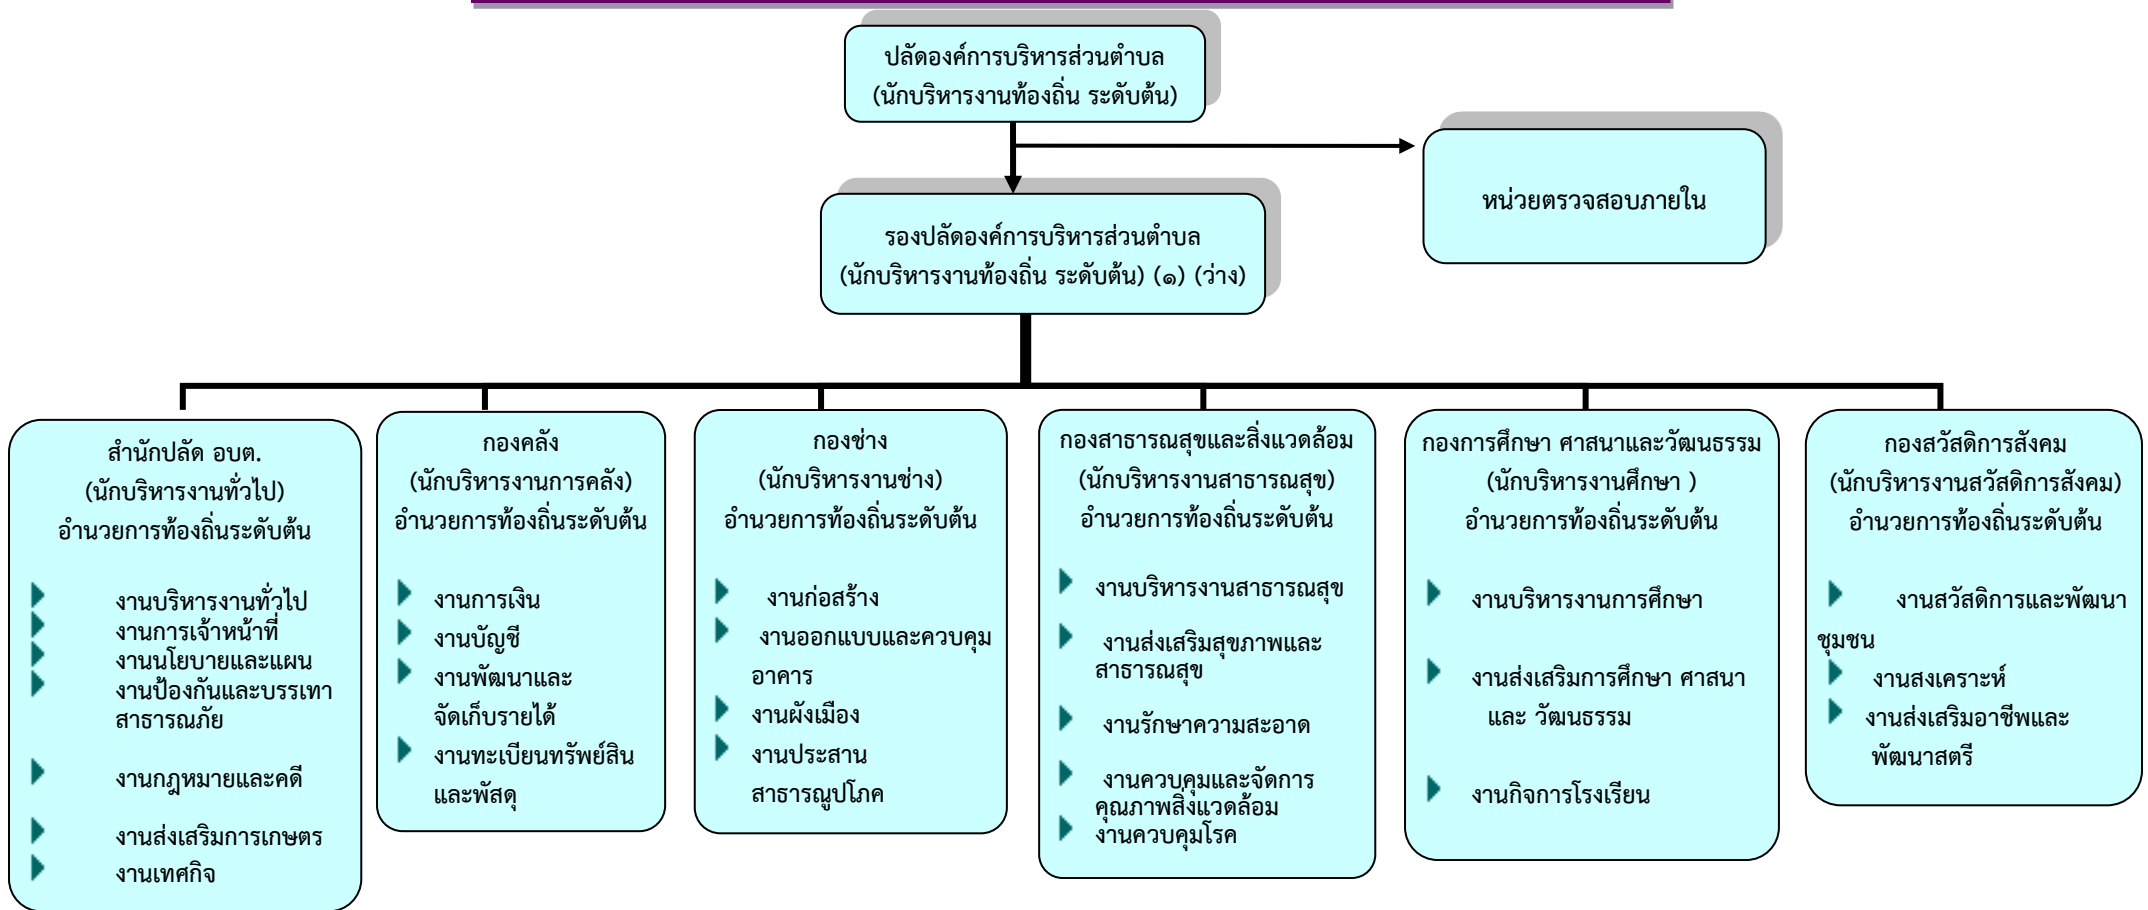 ปลัดองค์การบริหารส่วนตำบล
(นักบริหารงานท้องถิ่น ระดับต้น)
หน่วยตรวจสอบภายใน
รองปลัดองค์การบริหารส่วนตำบล
(นักบริหารงานท้องถิ่น ระดับต้น) (๑) (ว่าง)
สำนักปลัด อบต.
(นักบริหารงานทั่วไป)
อำนวยการท้องถิ่นระดับต้น
งานบริหารงานทั่วไป
งานการเจ้าหน้าที่
งานนโยบายและแผน
งานป้องกันและบรรเทา
สาธารณภัย
งานกฎหมายและคดี
งานส่งเสริมการเกษตร
งานเทศกิจ
กองคลัง
(นักบริหารงานการคลัง)
อำนวยการท้องถิ่นระดับต้น
งานการเงิน
งานบัญชี
งานพัฒนาและ
จัดเก็บรายได้
งานทะเบียนทรัพย์สิน
และพัสดุ
กองช่าง
(นักบริหารงานช่าง)
อำนวยการท้องถิ่นระดับต้น
งานก่อสร้าง
งานออกแบบและควบคุม
อาคาร
งานผังเมือง
งานประสาน
สาธารณูปโภค
กองสาธารณสุขและสิ่งแวดล้อม
(นักบริหารงานสาธารณสุข)
อำนวยการท้องถิ่นระดับต้น
งานบริหารงานสาธารณสุข
งานส่งเสริมสุขภาพและ
สาธารณสุข
งานรักษาความสะอาด
งานควบคุมและจัดการ
คุณภาพสิ่งแวดล้อม
งานควบคุมโรค
กองการศึกษา ศาสนาและวัฒนธรรม
(นักบริหารงานศึกษา )
อำนวยการท้องถิ่นระดับต้น
งานบริหารงานการศึกษา
งานส่งเสริมการศึกษา ศาสนา
และ วัฒนธรรม
งานกิจการโรงเรียน
กองสวัสดิการสังคม
(นักบริหารงานสวัสดิการสังคม)
อำนวยการท้องถิ่นระดับต้น
งานสวัสดิการและพัฒนา
ชุมชน
งานสงเคราะห์
งานส่งเสริมอาชีพและ
พัฒนาสตรี